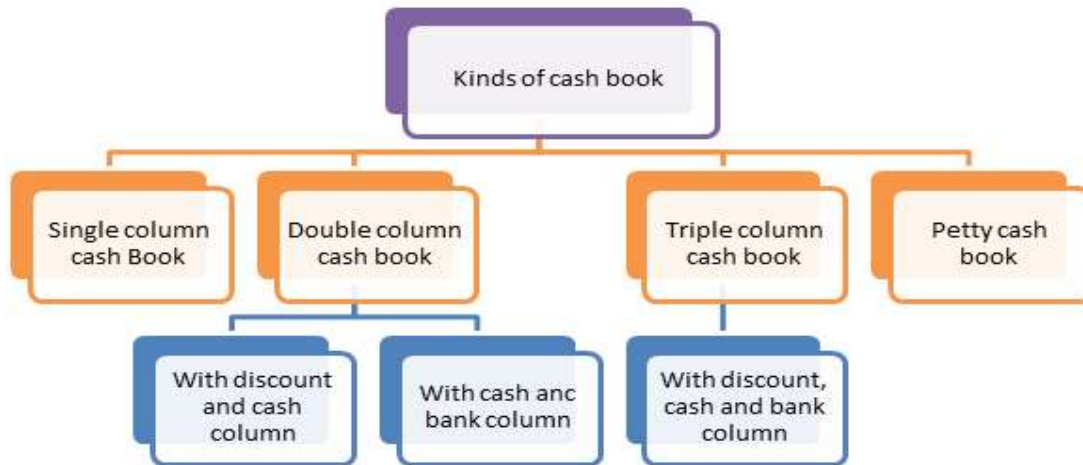 Kinds of cash book
Single column
cash Book
Double column
cash book
Triple column
cash book
Petty cash
book
With discount
and cash
column
With cash anc
bank column
With discount,
cash and bank
column